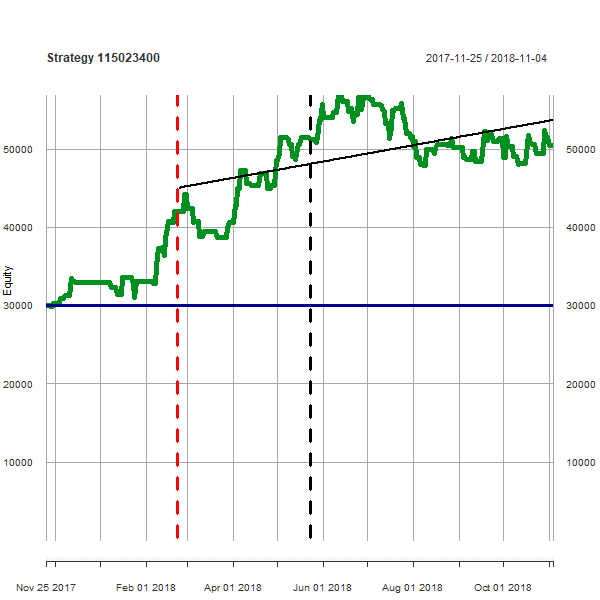 Strategy 115023400
2017-11-25 / 2018-11-04
50000
50000
40000
40000
Equity
30000
30000
20000
20000
10000
10000
Nov 25 2017
Feb 01 2018
Apr 01 2018
Jun 01 2018
Aug 01 2018
Oct 01 2018